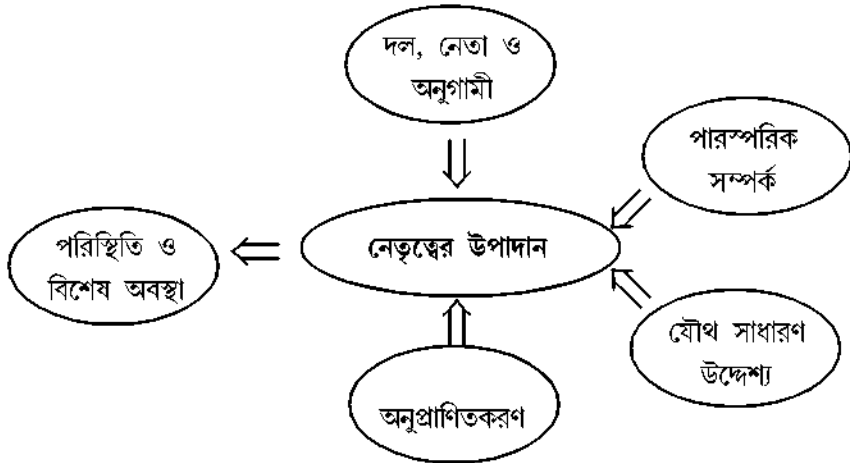 দল, নেতা ও
অনুগামী
পারস্পরিক
সম্পর্ক
নেতৃত্বের উপাদান
পরিস্থিতি ও
বিশেষ অবস্থা
যৌথ সাধারণ
উদ্দেশ্য
অনুপ্রাণিতকরণ